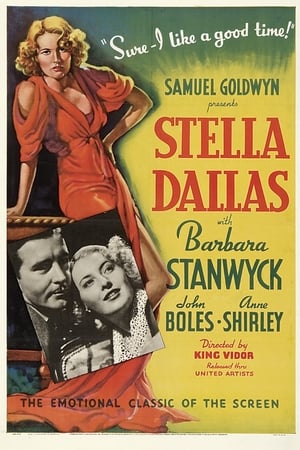 "Sure-I like a good time!"
SAMUEL GOLDWYN
presents
STELLA
DALLAS
with
Barbara
STANWYCK
John Anne
BOLES-SHIRLEY
Directed by
KING VIDOR
Released thru
UNITED ARTISTS
THE EMOTIONAL CLASSIC OF THE SCREEN